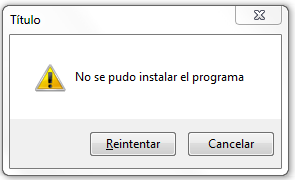 Título
No se pudo instalar el programa
Reintentar
Cancelar